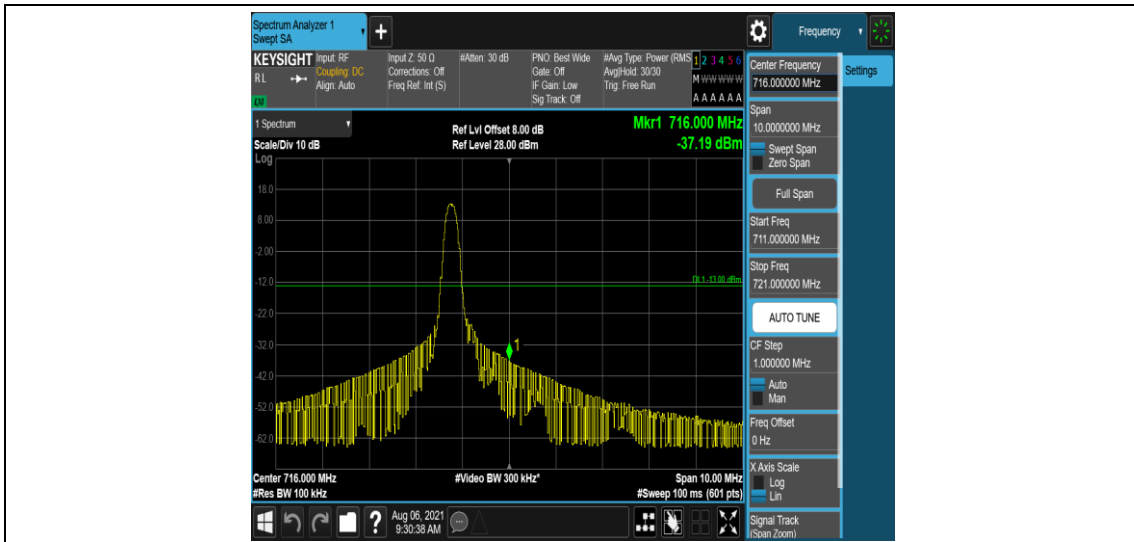 Spectrum Analyzer 1
Swept SA
+
Frequency
KEYSIGHT
RL
LM
Input: RF
Coupling: DC
Align: Auto
Input Z: 50 Ω
Corrections: Off
Freq Ref: Int (S)
#Atten: 30 dB
PNO: Best Wide
Gate: Off
IF Gain: Low
Sig Track: Off
#Avg Type: Power (RMS
Avg|Hold: 30/30
Trig: Free Run
1 2 3 4 5 6
M W W W W W
A A A A A A
1 Spectrum
Scale/Div 10 dB
Ref Lvl Offset 8.00 dB
Ref Level 28.00 dBm
Mkr1 716.000 MHz
-37.19 dBm
Log
18.0
8.00
-2.00
-12.0
-22.0
-32.0
-42.0
-52.0
-62.0
DL1 -13.00 dBm
1
Center 716.000 MHz
#Res BW 100 kHz
#Video BW 300 kHz*
Span 10.00 MHz
#Sweep 100 ms (601 pts)
?
Aug 06, 2021
9:30:38 AM
Center Frequency
716.000000 MHz
Settings
Span
10.0000000 MHz
Swept Span
Zero Span
Full Span
Start Freq
711.000000 MHz
Stop Freq
721.000000 MHz
AUTO TUNE
CF Step
1.000000 MHz
Auto
Man
Freq Offset
0 Hz
X Axis Scale
Log
Lin
Signal Track
(Span Zoom)